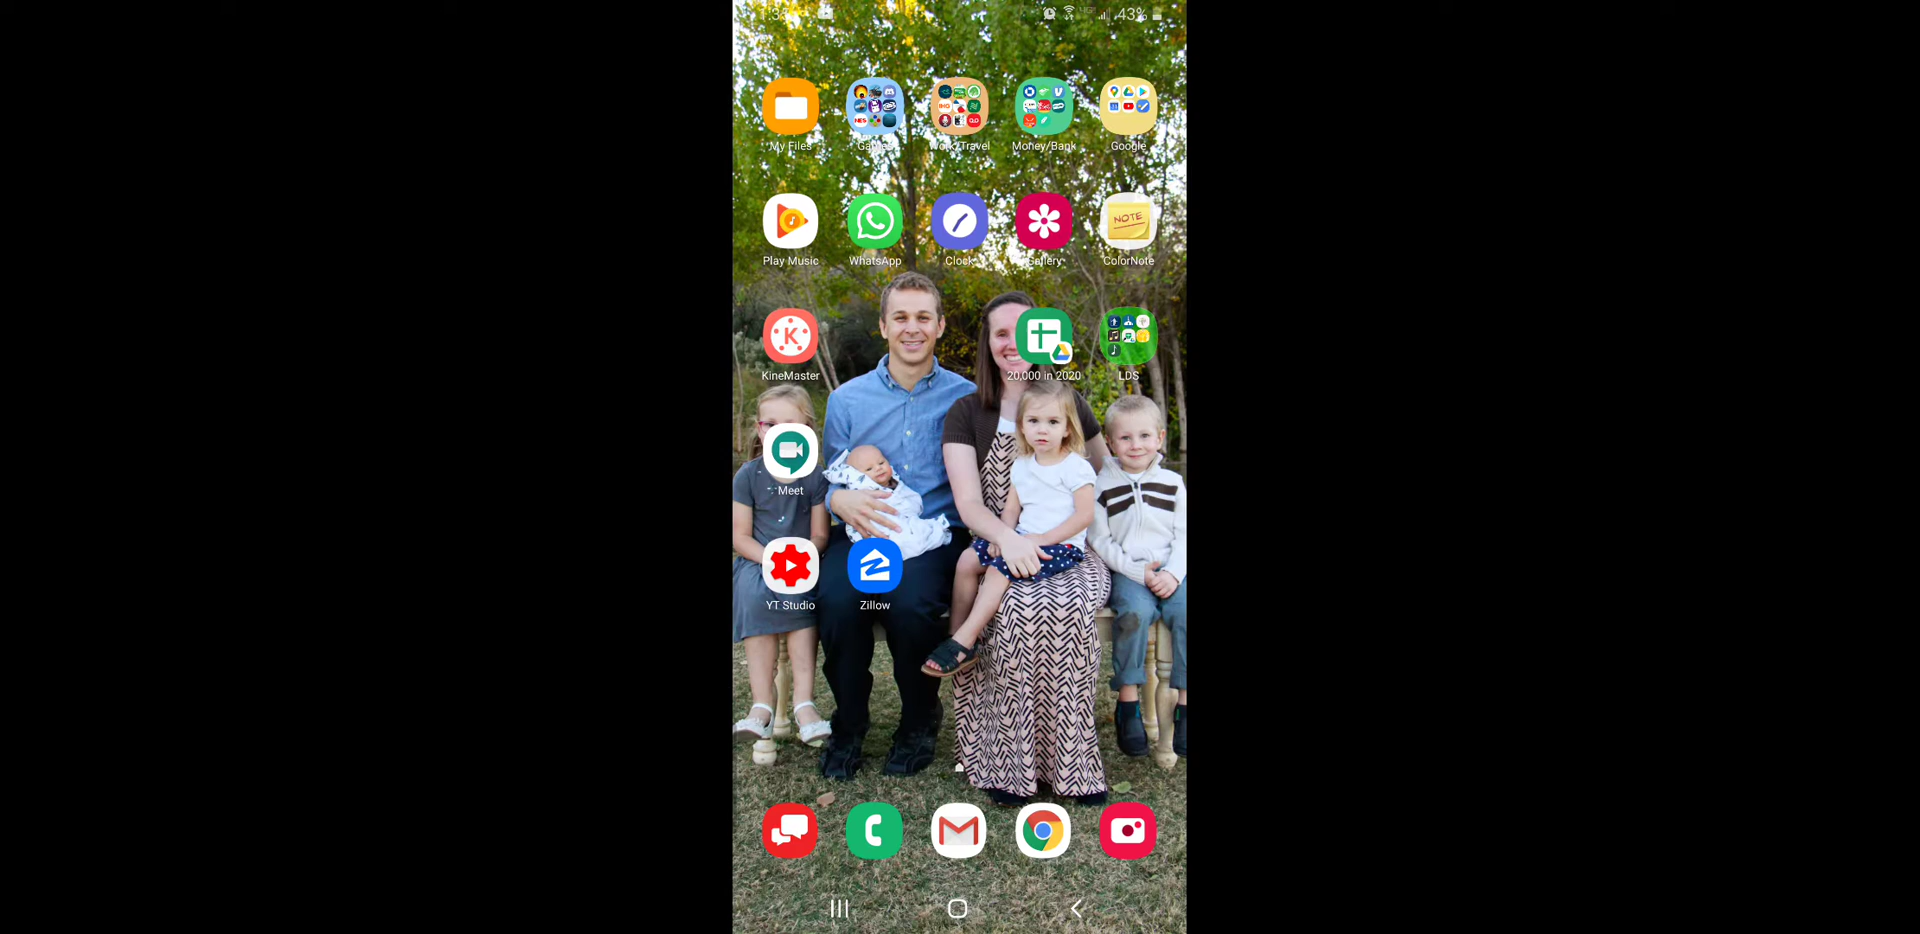 43%
My Files
Games
Work/Travel
Money/Bank
Google
Play Music
WhatsApp
Clock
Gallery
NOTE
ColorNote
KineMaster
20,000 in 2020
LDS
Meet
YT Studio
Zillow